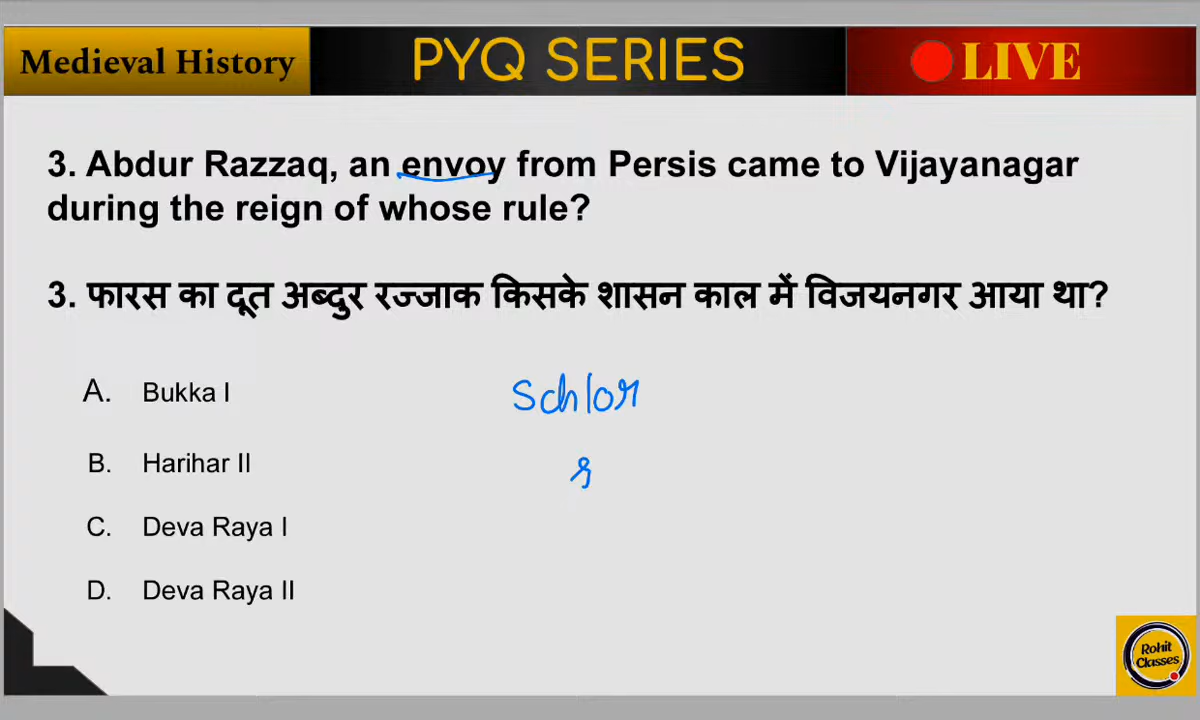 Medieval History
PYQ SERIES
LIVE
3. Abdur Razzaq, an envoy from Persis came to Vijayanagar
during the reign of whose rule?
3. फारस का दूत अब्दुर रज्जाक किसके शासन काल में विजयनगर आया था?
A. Bukka I
Schlor
B. Harihar II
C. Deva Raya I
D. Deva Raya II
Rohit
Classes